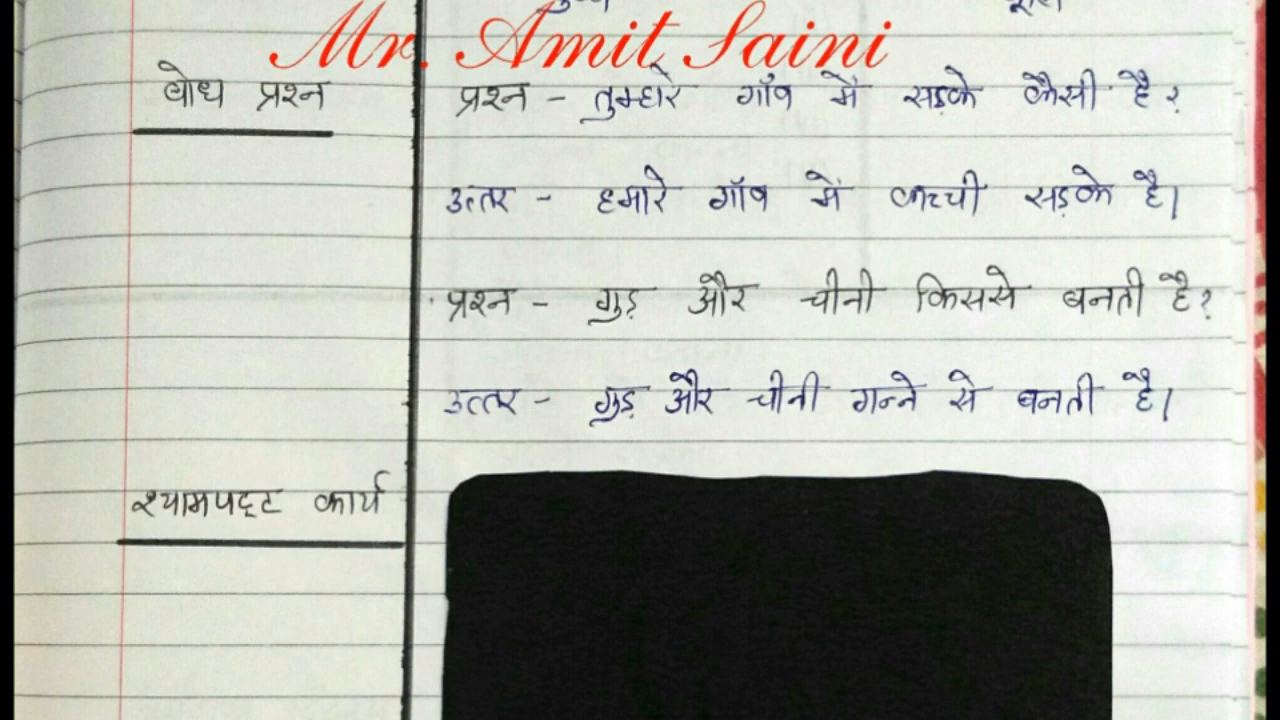 Mr. Amit Saini
बोध प्रश्न
प्रश्न - तुम्हारे गाँव में सड़के कैसी है?
उत्तर - हमारे गाँव में कच्ची सड़के है।
प्रश्न - गुड़ और चीनी किससे बनती है?
उत्तर - गुड़ और चीनी गन्ने से बनती है।
श्यामपट्ट कार्य